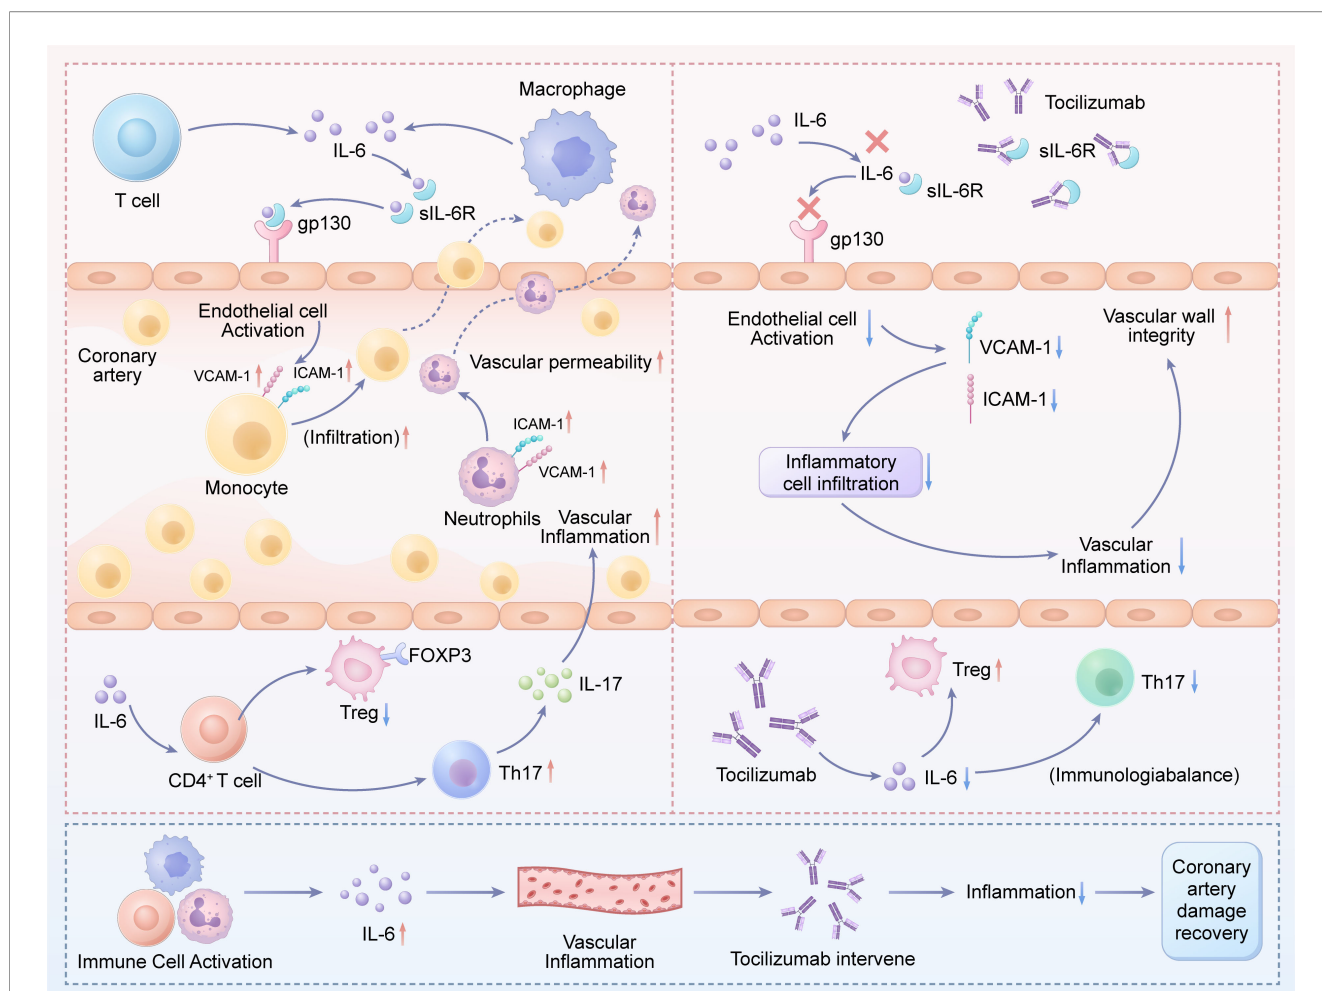 Macrophage
IL-6
T cell
sIL-6R
gp130
Endothelial cell
Activation
Coronary
artery
VCAM-1
ICAM-1
Vascular permeability
(Infiltration)
Monocyte
ICAM-1
VCAM-1
Neutrophils
Vascular
Inflammation
FOXP3
IL-6
Treg
IL-17
CD4+ T cell
Th17
Tocilizumab
IL-6
sIL-6R
IL-6
sIL-6R
gp130
Endothelial cell
Activation
VCAM-1
ICAM-1
Vascular wall
integrity
Inflammatory
cell infiltration
Vascular
Inflammation
Treg
Th17
Tocilizumab
IL-6
(Immunologiabalance)
Immune Cell Activation
IL-6
Vascular
Inflammation
Tocilizumab intervene
Inflammation
Coronary
artery
damage
recovery